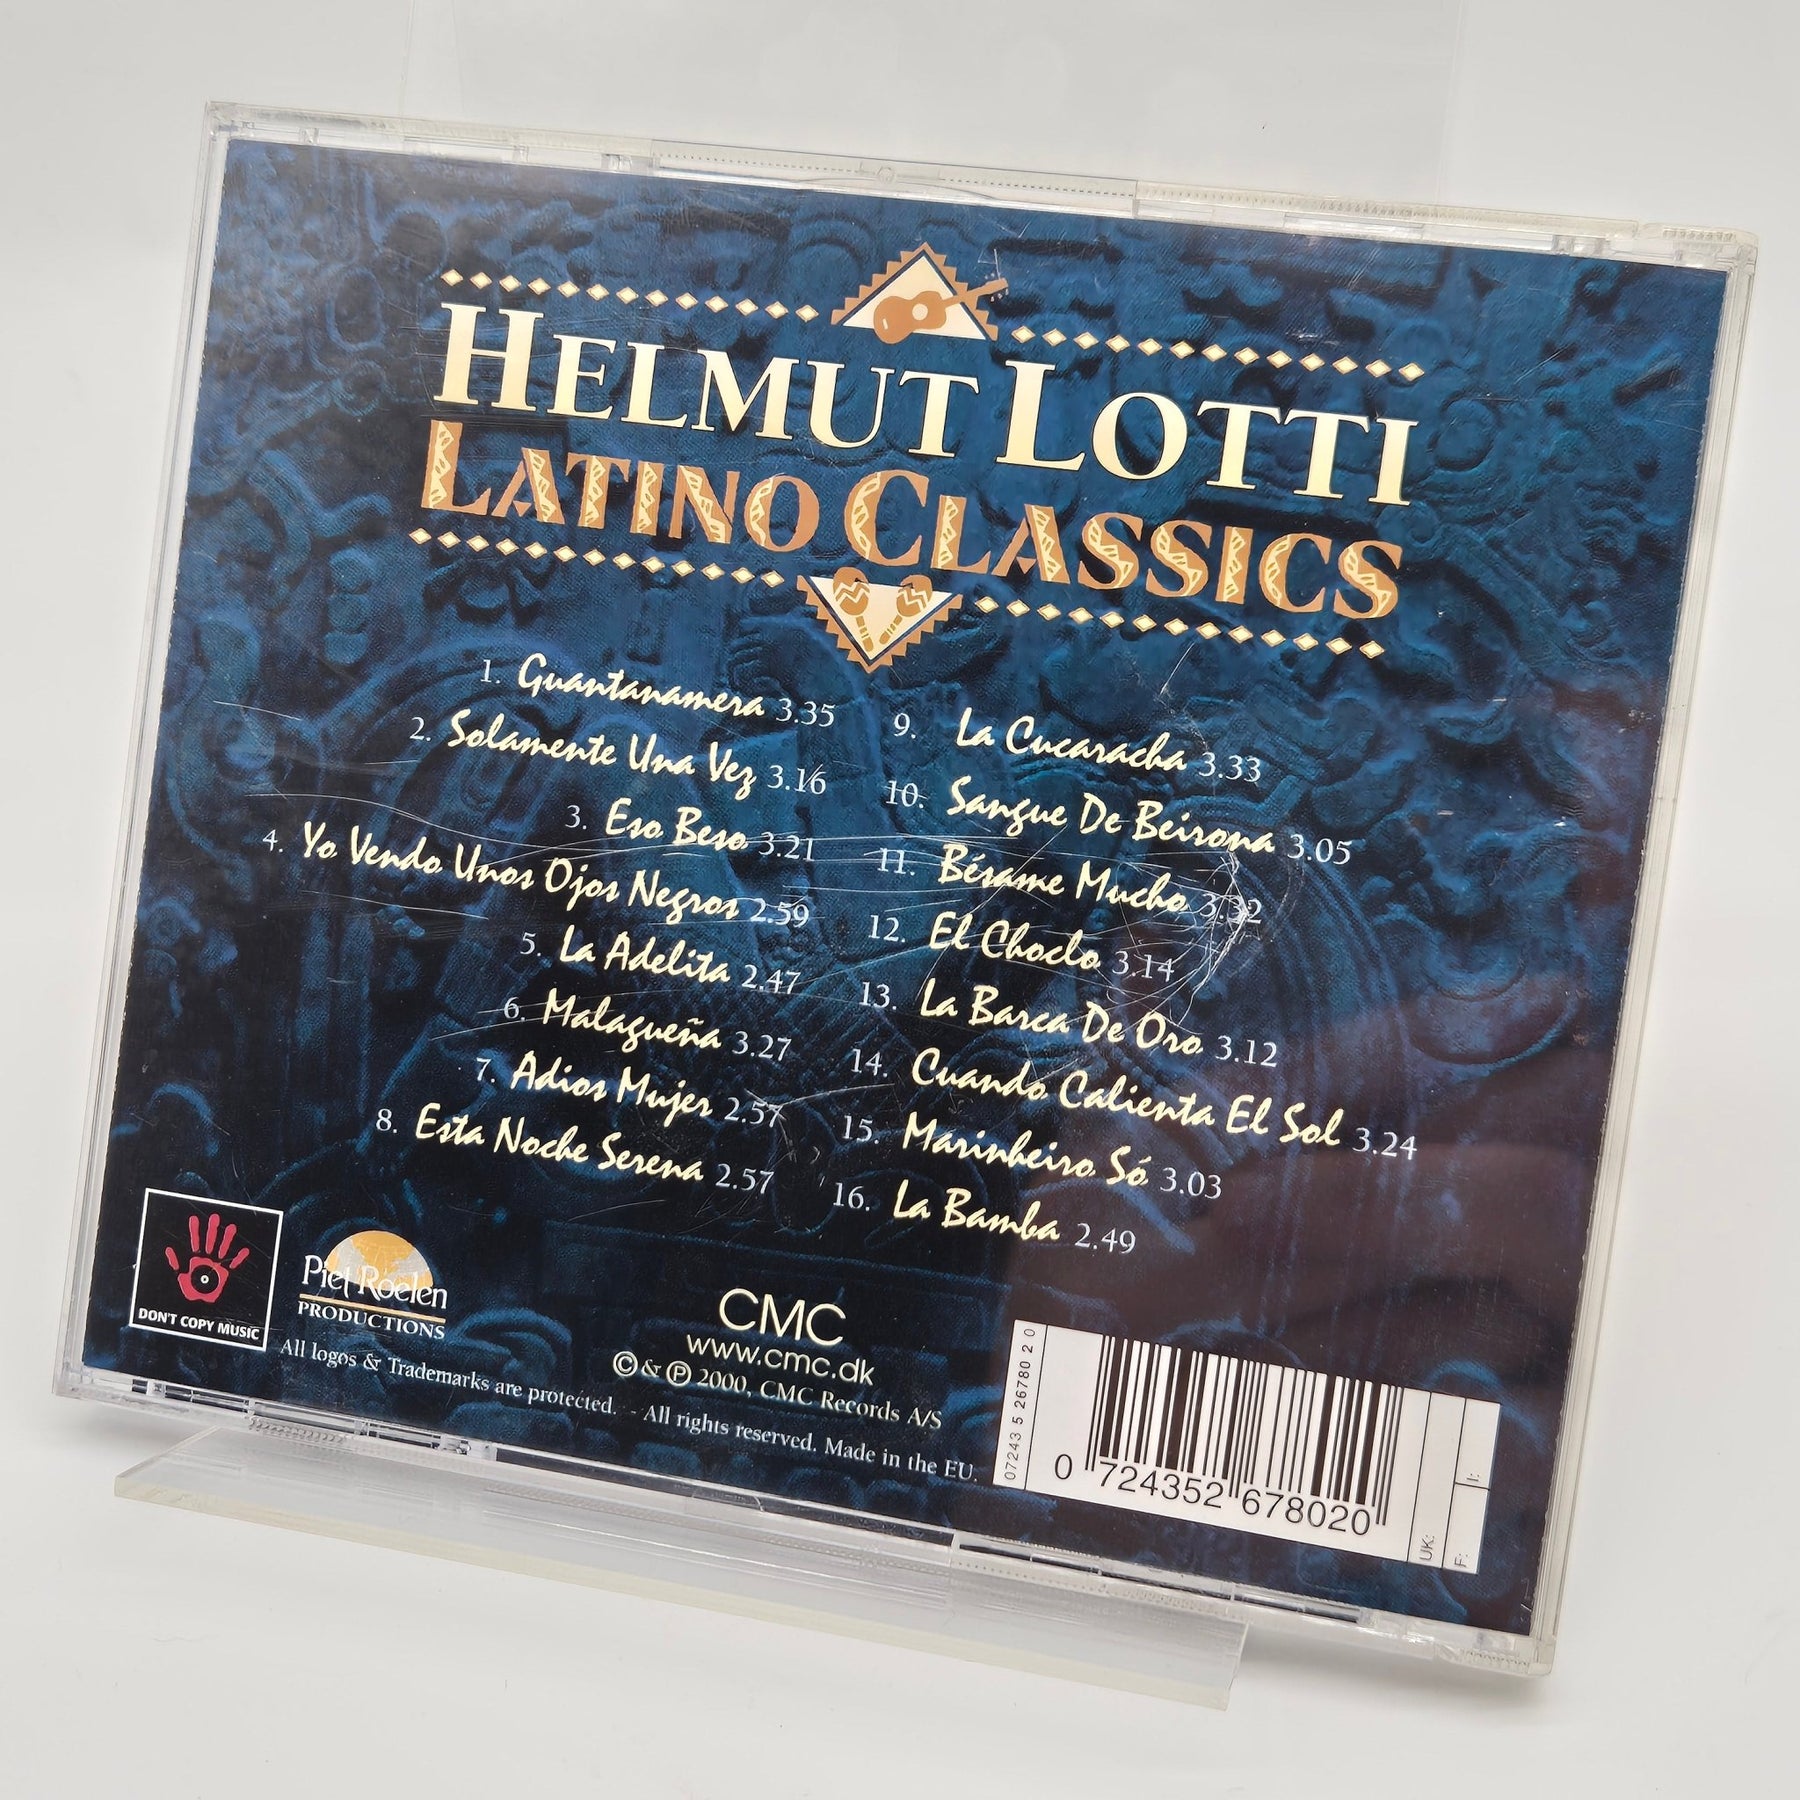 HELMUT LOTTI
LATINO CLASSICS
1. Guantanamera 3.35
2. Solamente Una Vez 3.16
3. Eso Beso 3.21
4. Yo Vendo Unos Ojos Negros 2.59
5. La Adelita 2.47
6. Malagueña 3.27
7. Adios Mujer 2.57
8. Esta Noche Serena 2.57
9. La Cucaracha 3.33
10. Sangue De Beirona 3.05
11. Bésame Mucho 3.32
12. El Choclo 3.14
13. La Barca De Oro 3.12
14. Cuando Calienta El Sol 3.24
15. Marinheiro Só 3.03
16. La Bamba 2.49
DON'T COPY MUSIC
Piet Roelen
PRODUCTIONS
CMC
www.cmc.dk
© & ℗ 2000, CMC Records A/S
All logos & Trademarks are protected. - All rights reserved. Made in the EU.
07243 5 26780 2 0
0 724352 678020
UK:
I:
F: